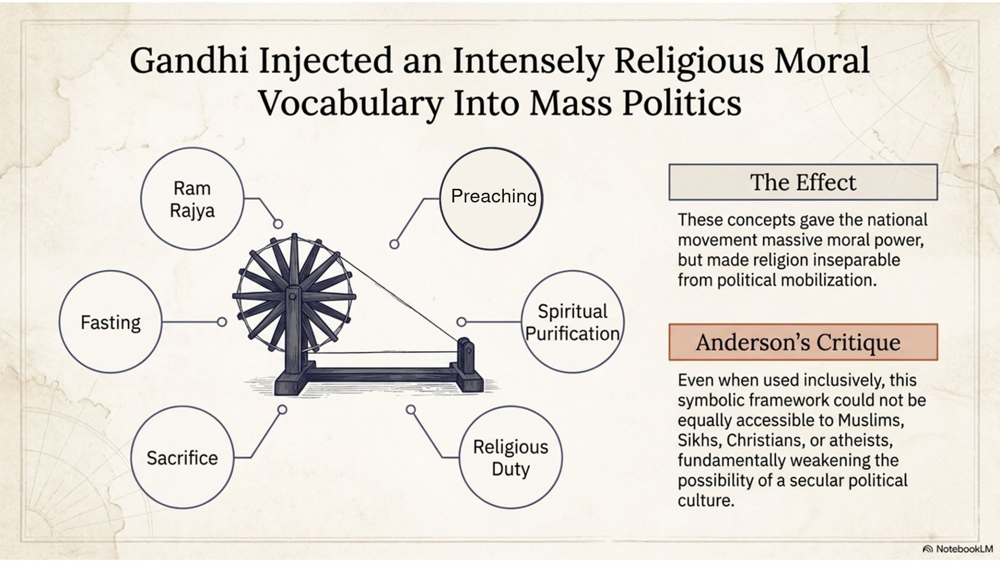 Gandhi Injected an Intensely Religious Moral
Vocabulary Into Mass Politics
Ram
Rajya
Preaching
Fasting
Spiritual
Purification
Sacrifice
Religious
Duty
The Effect
These concepts gave the national
movement massive moral power,
but made religion inseparable
from political mobilization.
Anderson’s Critique
Even when used inclusively, this
symbolic framework could not be
equally accessible to Muslims,
Sikhs, Christians, or atheists,
fundamentally weakening the
possibility of a secular political
culture.
NotebookLM